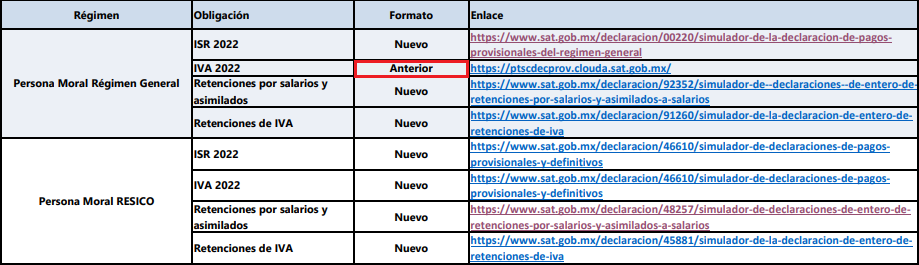 Régimen Obligación Formato Enlace
Persona Moral Régimen General
ISR 2022 Nuevo https://www.sat.gob.mx/declaracion/00220/simulador-de-la-declaracion-de-pagos-
provisionales-del-regimen-general
IVA 2022 Anterior https://ptscdecprov.clouda.sat.gob.mx/
Retenciones por salarios y
asimilados
Nuevo
https://www.sat.gob.mx/declaracion/92352/simulador-de--declaraciones--de-entero-de-
retenciones-por-salarios-y-asimilados-a-salarios
Retenciones de IVA Nuevo https://www.sat.gob.mx/declaracion/91260/simulador-de-la-declaracion-de-entero-de-
retenciones-de-iva
Persona Moral RESICO
ISR 2022 Nuevo https://www.sat.gob.mx/declaracion/46610/simulador-de-declaraciones-de-pagos-
provisionales-y-definitivos
IVA 2022 Nuevo https://www.sat.gob.mx/declaracion/46610/simulador-de-declaraciones-de-pagos-
provisionales-y-definitivos
Retenciones por salarios y
asimilados
Nuevo
https://www.sat.gob.mx/declaracion/48257/simulador-de-declaraciones-de-entero-de-
retenciones-por-salarios-y-asimilados-a-salarios
Retenciones de IVA Nuevo https://www.sat.gob.mx/declaracion/45881/simulador-de-la-declaracion-de-entero-de-
retenciones-de-iva